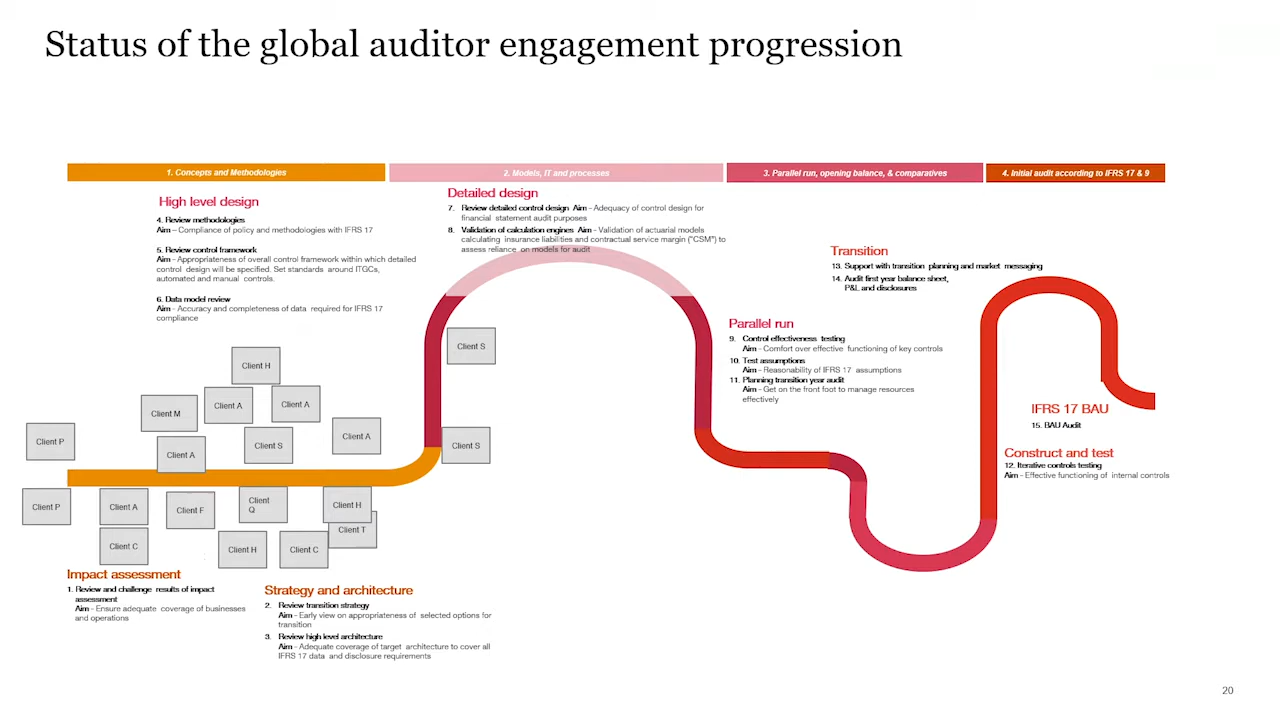 Status of the global auditor engagement progression
1. Concepts and Methodologies
2. Models, IT and processes
3. Parallel run, opening balance, & comparatives
4. Initial audit according to IFRS 17 & 9
High level design
4. Review methodologies
Aim – Compliance of policy and methodologies with IFRS 17
5. Review control framework
Aim - Appropriateness of overall control framework within which detailed
control design will be specified. Set standards around ITGCs,
automated and manual controls.
6. Data model review
Aim - Accuracy and completeness of data required for IFRS 17
compliance
Detailed design
7. Review detailed control design Aim – Adequacy of control design for
financial statement audit purposes
8. Validation of calculation engines Aim - Validation of actuarial models
calculating insurance liabilities and contractual service margin ("CSM") to
assess reliance on models for audit
Transition
13. Support with transition planning and market messaging
14. Audit first year balance sheet,
P&L and disclosures
Parallel run
9. Control effectiveness testing
Aim – Comfort over effective functioning of key controls
10. Test assumptions
Aim - Reasonability of IFRS 17 assumptions
11. Planning transition year audit
Aim – Get on the front foot to manage resources
effectively
IFRS 17 BAU
15. BAU Audit
Construct and test
12. Iterative controls testing
Aim – Effective functioning of internal controls
Client S
Client H
Client A
Client A
Client M
Client A
Client P
Client S
Client S
Client A
Client P
Client A
Client F
Client
Q
Client H
Client T
Client C
Client H
Client C
Impact assessment
1. Review and challenge results of impact
assessment
Aim - Ensure adequate coverage of businesses
and operations
Strategy and architecture
2. Review transition strategy
Aim - Early view on appropriateness of selected options for
transition
3. Review high level architecture
Aim - Adequate coverage of target architecture to cover all
IFRS 17 data and disclosure requirements
20